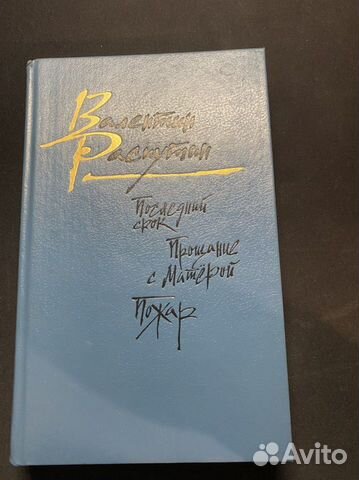 Валентин
Распутин
Последний
срок
Прощание
с Матёрой
Пожар
Avito